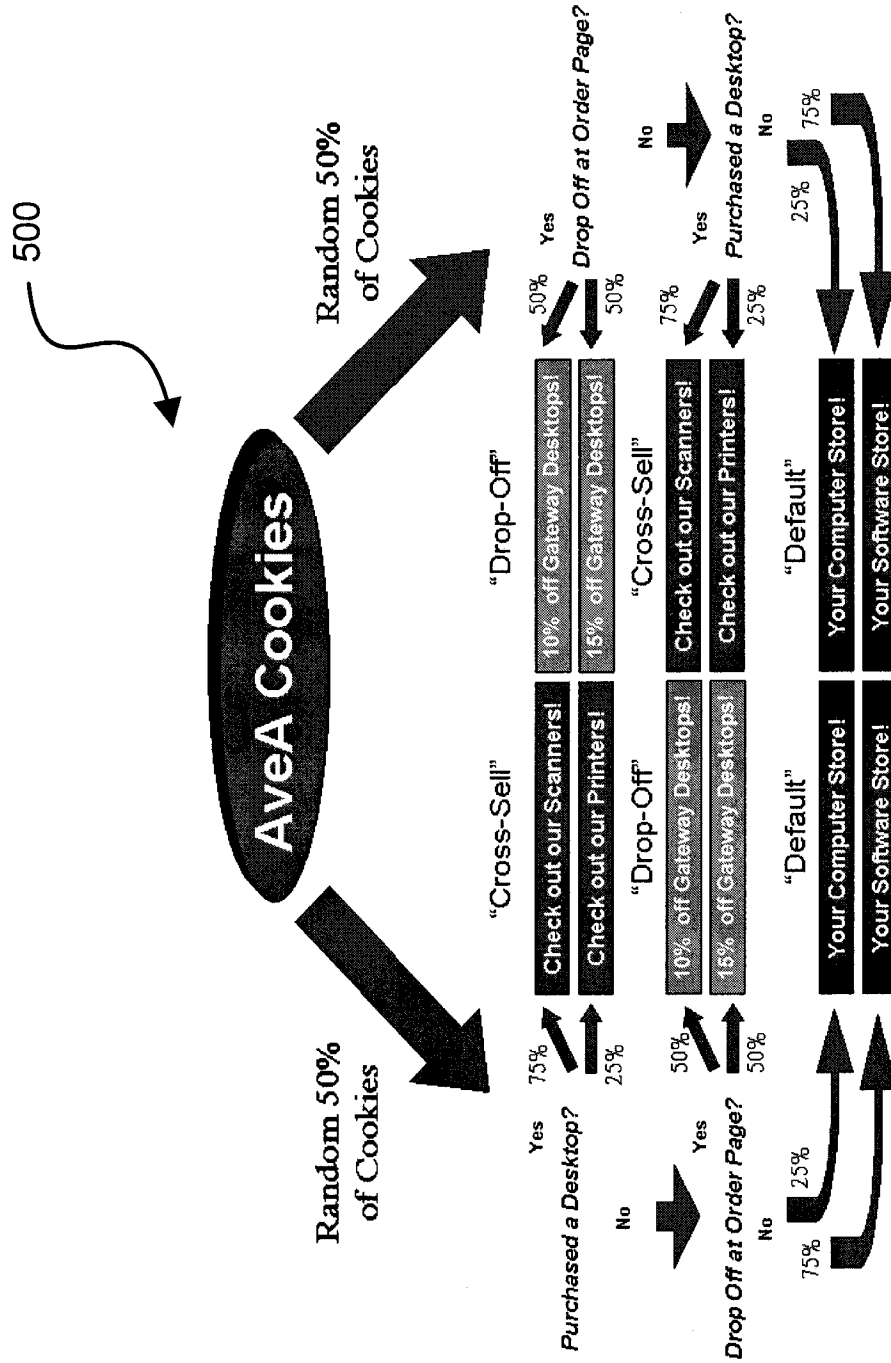 500
AveA Cookies
Random 50%
of Cookies
Random 50%
of Cookies
"Cross-Sell"
Purchased a Desktop?
Yes
75%
25%
Check out our Scanners!
Check out our Printers!
No
"Drop-Off"
Drop Off at Order Page?
Yes
50%
50%
10% off Gateway Desktops!
15% off Gateway Desktops!
No
"Default"
75%
25%
Your Computer Store!
Your Software Store!
"Drop-Off"
10% off Gateway Desktops!
15% off Gateway Desktops!
50%
50%
Yes
Drop Off at Order Page?
No
"Cross-Sell"
Check out our Scanners!
Check out our Printers!
75%
25%
Yes
Purchased a Desktop?
No
"Default"
Your Computer Store!
Your Software Store!
25%
75%